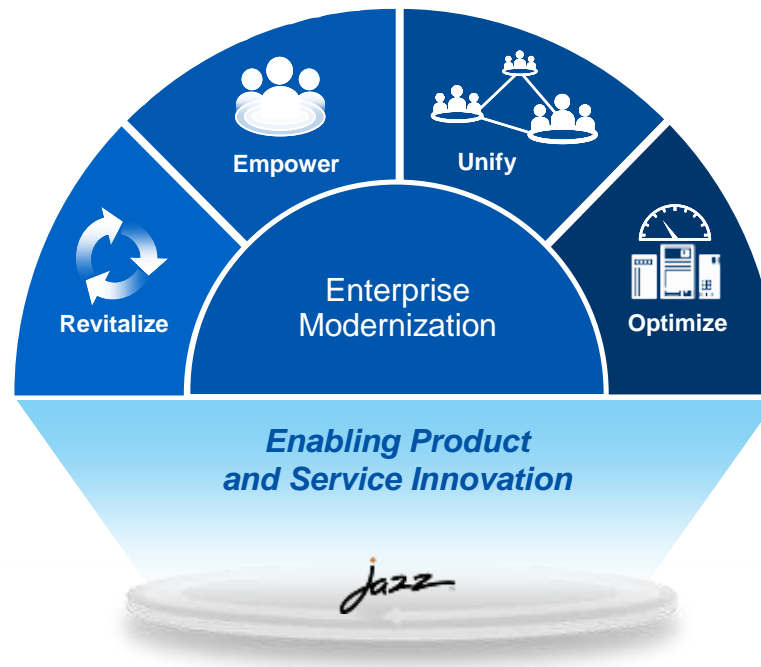 Empower
Unify
Revitalize
Optimize
Enterprise
Modernization
Enabling Product
and Service Innovation
jazz